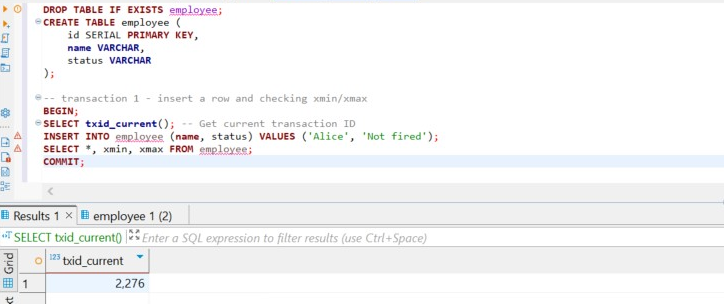 DROP TABLE IF EXISTS employee;
CREATE TABLE employee (
id SERIAL PRIMARY KEY,
name VARCHAR,
status VARCHAR
);
-- transaction 1 - insert a row and checking xmin/xmax
BEGIN;
SELECT txid_current(); -- Get current transaction ID
INSERT INTO employee (name, status) VALUES ('Alice', 'Not fired');
SELECT *, xmin, xmax FROM employee;
COMMIT;
Results 1 × employee 1 (2)
SELECT txid_current() Enter a SQL expression to filter results (use Ctrl+Space)
Grid
123 txid_current
1 2,276